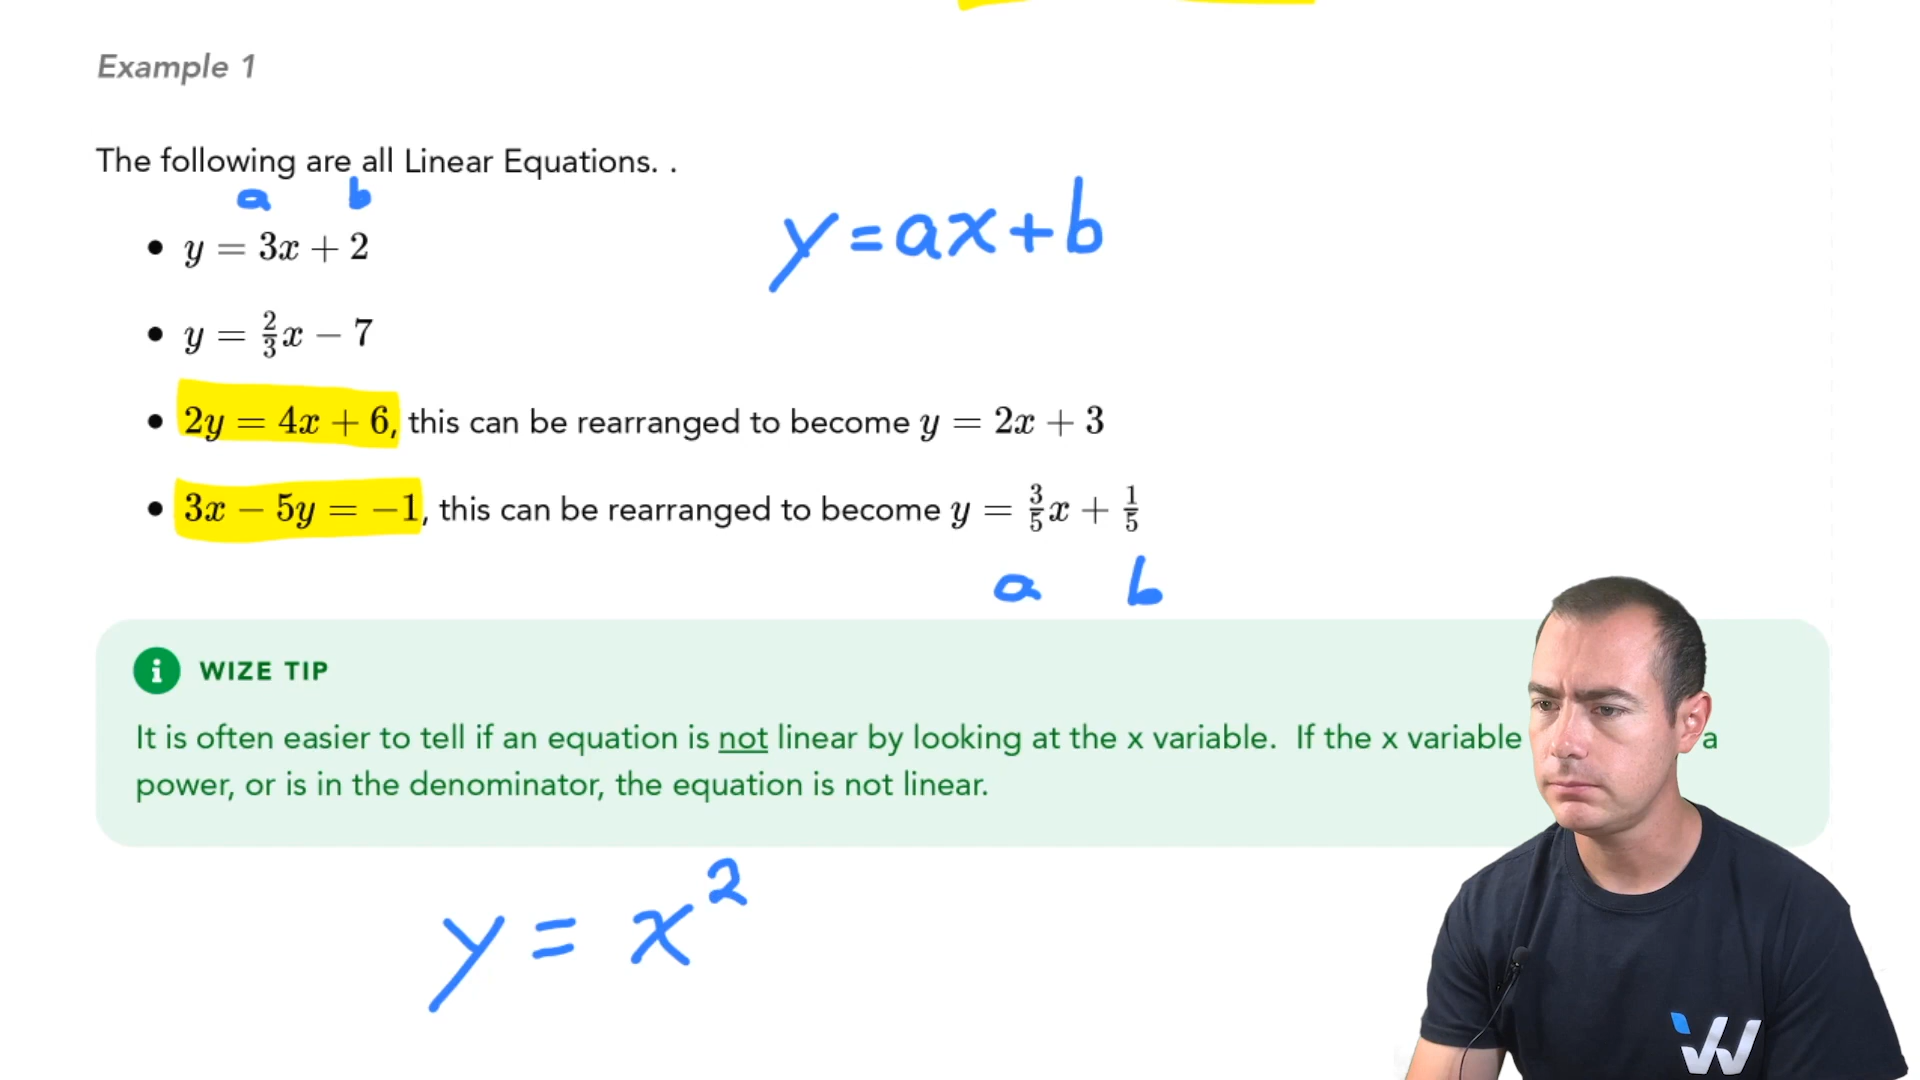 Example 1
The following are all Linear Equations. .
a b
y = 3x + 2
y = ax + b
y = 2/3 x − 7
2y = 4x + 6, this can be rearranged to become y = 2x + 3
3x − 5y = −1, this can be rearranged to become y = 3/5 x + 1/5
a b
i WIZE TIP
It is often easier to tell if an equation is not linear by looking at the x variable. If the x variable a
power, or is in the denominator, the equation is not linear.
y = x²
W